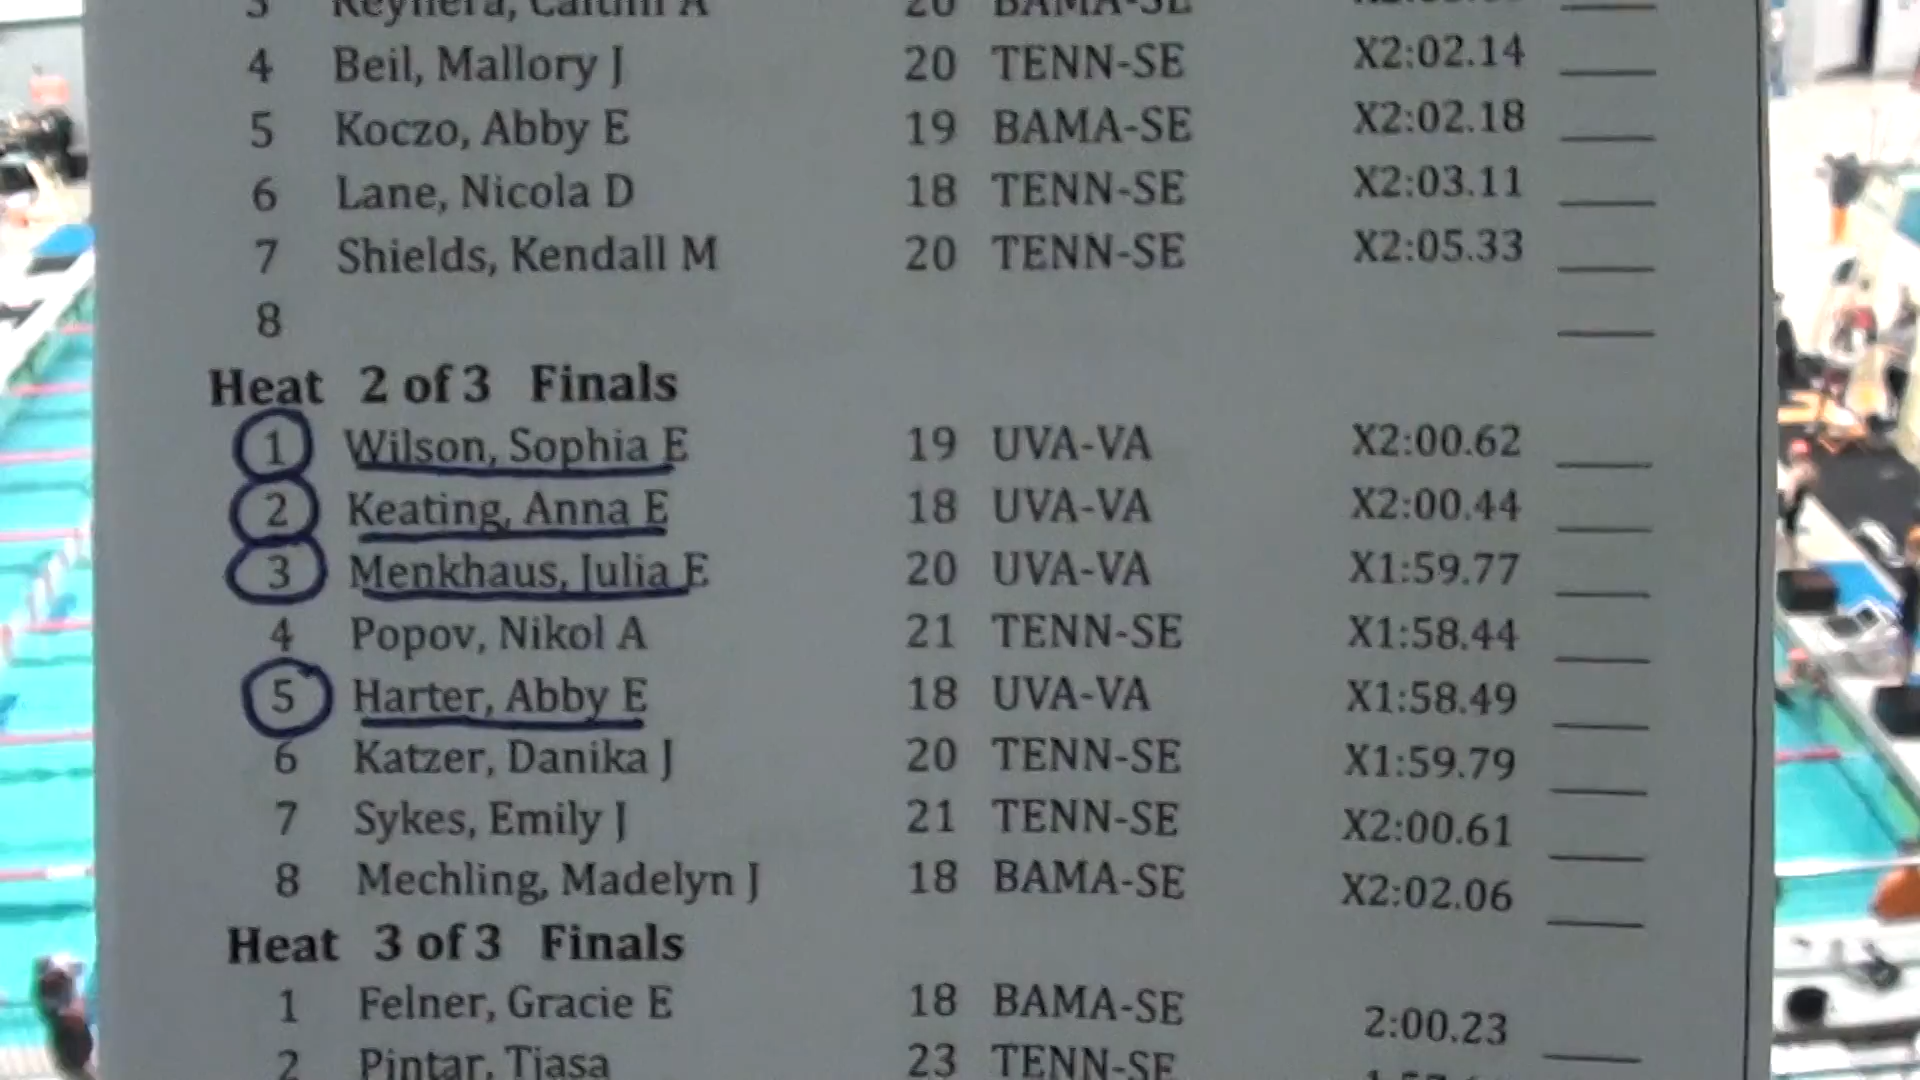 3 Reynera, Caitlin A 20 BAMA-SE
4 Beil, Mallory J 20 TENN-SE X2:02.14
5 Koczo, Abby E 19 BAMA-SE X2:02.18
6 Lane, Nicola D 18 TENN-SE X2:03.11
7 Shields, Kendall M 20 TENN-SE X2:05.33
8
Heat 2 of 3 Finals
1 Wilson, Sophia E 19 UVA-VA X2:00.62
2 Keating, Anna E 18 UVA-VA X2:00.44
3 Menkhaus, Julia E 20 UVA-VA X1:59.77
4 Popov, Nikol A 21 TENN-SE X1:58.44
5 Harter, Abby E 18 UVA-VA X1:58.49
6 Katzer, Danika J 20 TENN-SE X1:59.79
7 Sykes, Emily J 21 TENN-SE X2:00.61
8 Mechling, Madelyn J 18 BAMA-SE X2:02.06
Heat 3 of 3 Finals
1 Felner, Gracie E 18 BAMA-SE 2:00.23
2 Pintar, Tjasa 23 TENN-SE